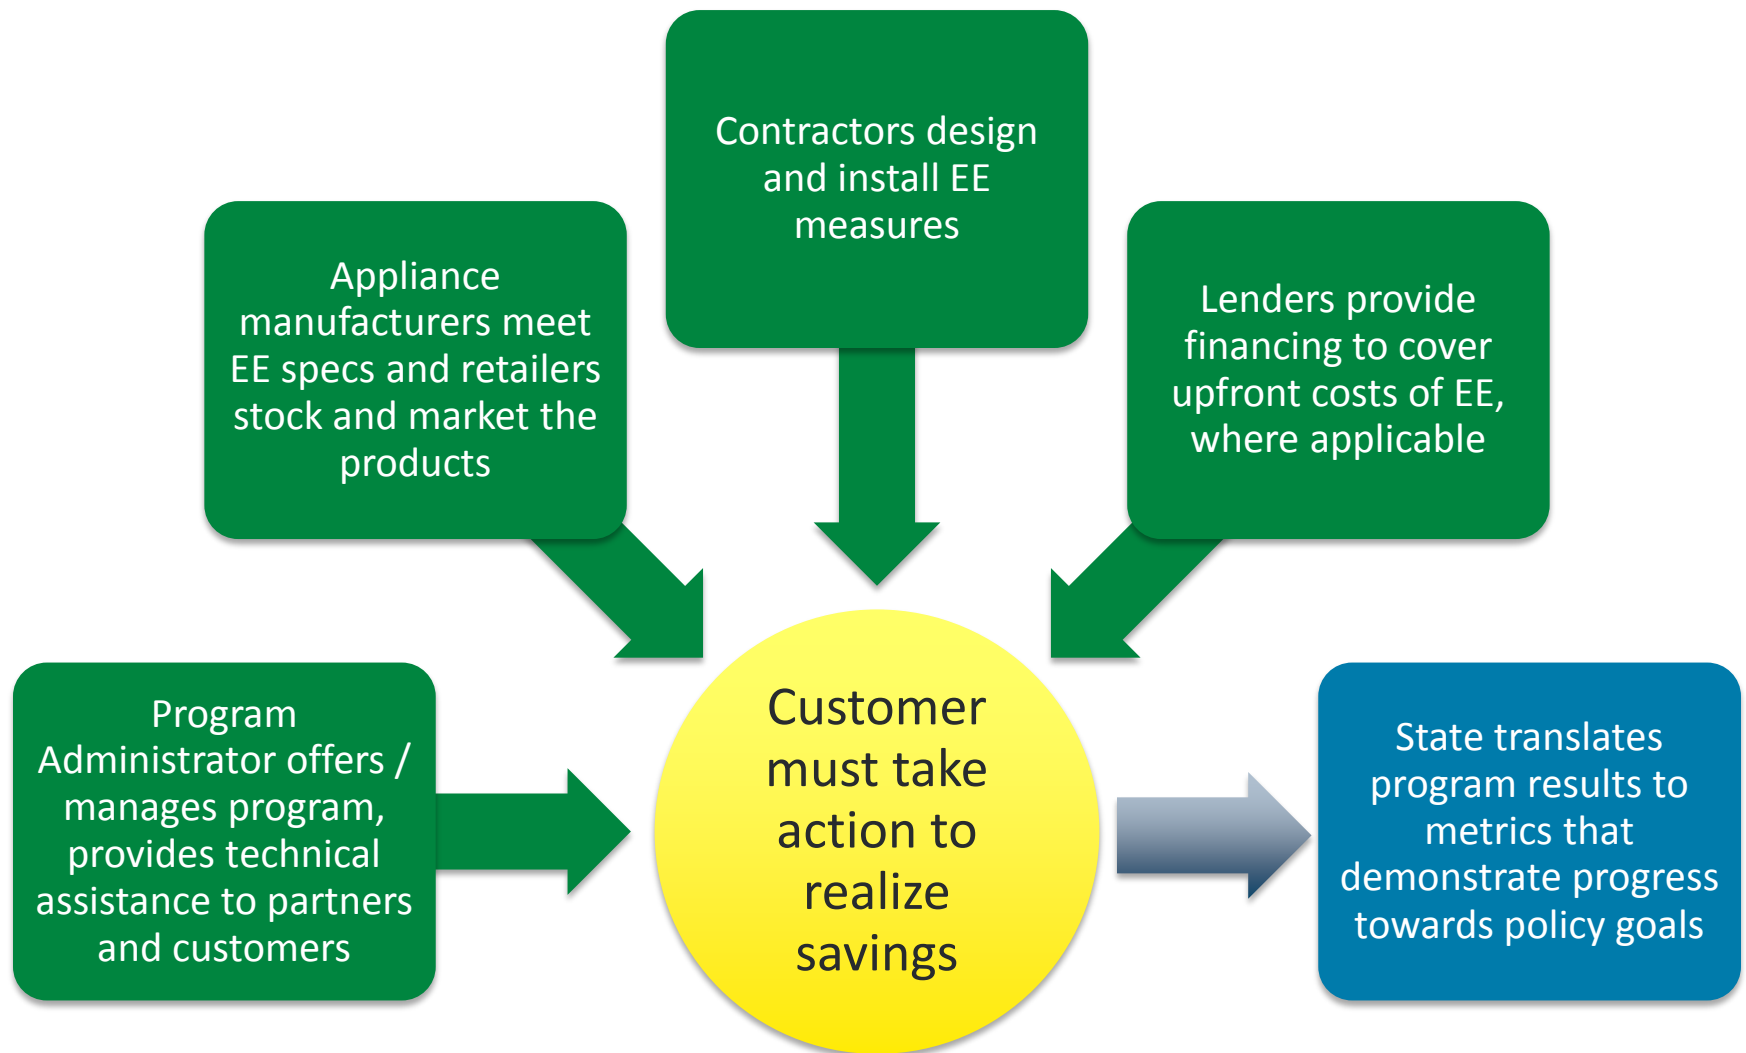 Contractors design
and install EE
measures
Appliance
manufacturers meet
EE specs and retailers
stock and market the
products
Lenders provide
financing to cover
upfront costs of EE,
where applicable
Program
Administrator offers /
manages program,
provides technical
assistance to partners
and customers
Customer
must take
action to
realize
savings
State translates
program results to
metrics that
demonstrate progress
towards policy goals